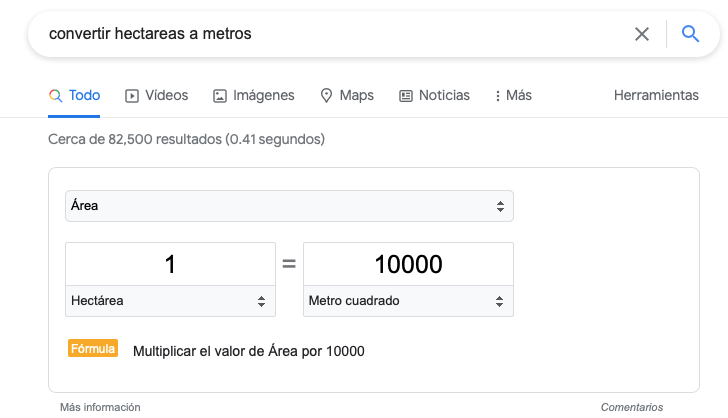 convertir hectareas a metros
Todo Vídeos Imágenes Maps Noticias Más Herramientas
Cerca de 82,500 resultados (0.41 segundos)
Área
1 = 10000
Hectárea Metro cuadrado
Fórmula Multiplicar el valor de Área por 10000
Más información Comentarios